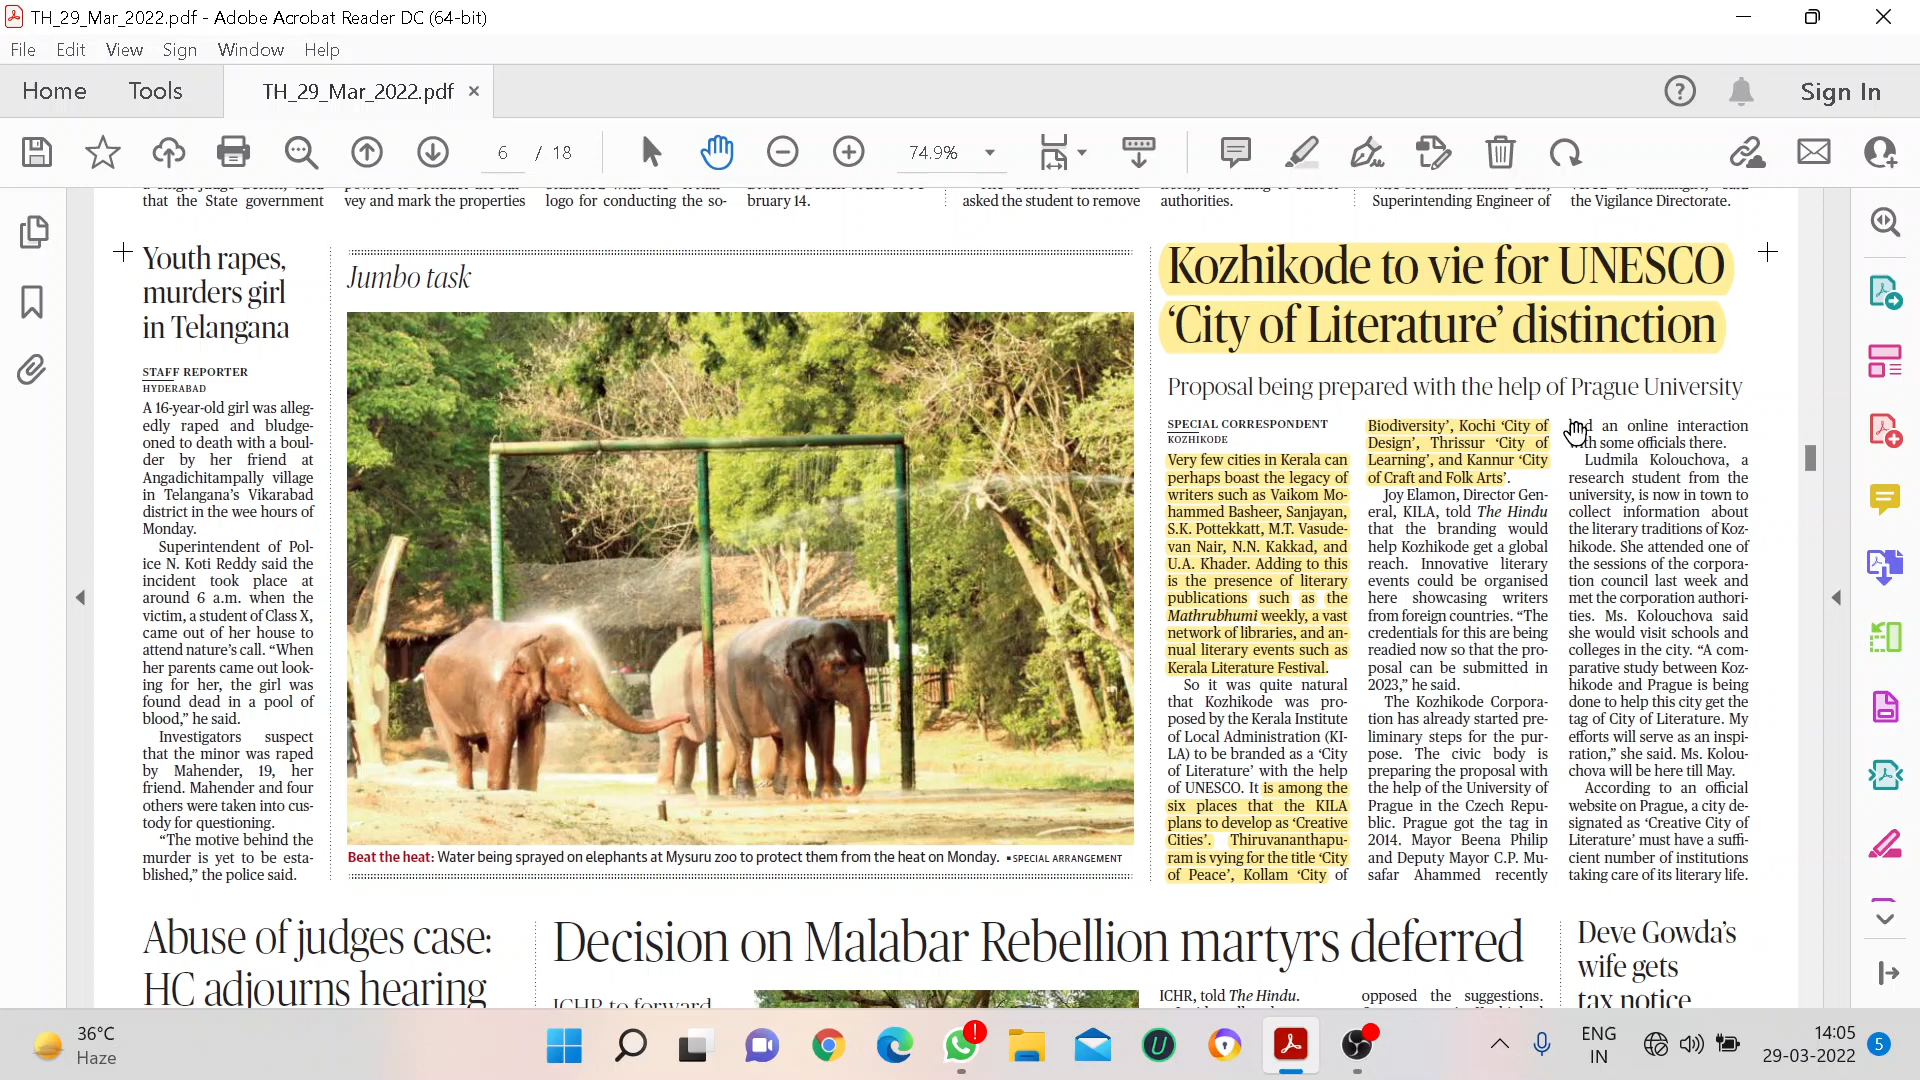 TH_29_Mar_2022.pdf - Adobe Acrobat Reader DC (64-bit)
File Edit View Sign Window Help
Home Tools TH_29_Mar_2022.pdf × Sign In
6 / 18 74.9%
that the State government
vey and mark the properties
logo for conducting the so-
bruary 14.
asked the student to remove
authorities.
Superintending Engineer of
the Vigilance Directorate.
Youth rapes,
murders girl
in Telangana
STAFF REPORTER
HYDERABAD
A 16-year-old girl was alleg-
edly raped and bludge-
oned to death with a boul-
der by her friend at
Angadichitampally village
in Telangana's Vikarabad
district in the wee hours of
Monday.
Superintendent of Pol-
ice N. Koti Reddy said the
incident took place at
around 6 a.m. when the
victim, a student of Class X,
came out of her house to
attend nature's call. “When
her parents came out look-
ing for her, the girl was
found dead in a pool of
blood,” he said.
Investigators suspect
that the minor was raped
by Mahender, 19, her
friend. Mahender and four
others were taken into cus-
tody for questioning.
“The motive behind the
murder is yet to be esta-
blished,” the police said.
Jumbo task
Beat the heat: Water being sprayed on elephants at Mysuru zoo to protect them from the heat on Monday. ▪SPECIAL ARRANGEMENT
Kozhikode to vie for UNESCO
‘City of Literature’ distinction
Proposal being prepared with the help of Prague University
SPECIAL CORRESPONDENT
KOZHIKODE
Very few cities in Kerala can
perhaps boast the legacy of
writers such as Vaikom Mo-
hammed Basheer, Sanjayan,
S.K. Pottekkatt, M.T. Vasude-
van Nair, N.N. Kakkad, and
U.A. Khader. Adding to this
is the presence of literary
publications such as the
Mathrubhumi weekly, a vast
network of libraries, and an-
nual literary events such as
Kerala Literature Festival.
So it was quite natural
that Kozhikode was pro-
posed by the Kerala Institute
of Local Administration (KI-
LA) to be branded as a ‘City
of Literature’ with the help
of UNESCO. It is among the
six places that the KILA
plans to develop as ‘Creative
Cities’. Thiruvananthapu-
ram is vying for the title ‘City
of Peace’, Kollam ‘City of
Biodiversity’, Kochi ‘City of
Design’, Thrissur ‘City of
Learning’, and Kannur ‘City
of Craft and Folk Arts’.
Joy Elamon, Director Gen-
eral, KILA, told The Hindu
that the branding would
help Kozhikode get a global
reach. Innovative literary
events could be organised
here showcasing writers
from foreign countries. “The
credentials for this are being
readied now so that the pro-
posal can be submitted in
2023,” he said.
The Kozhikode Corpora-
tion has already started pre-
liminary steps for the pur-
pose. The civic body is
preparing the proposal with
the help of the University of
Prague in the Czech Repu-
blic. Prague got the tag in
2014. Mayor Beena Philip
and Deputy Mayor C.P. Mu-
safar Ahammed recently
an online interaction
some officials there.
Ludmila Kolouchova, a
research student from the
university, is now in town to
collect information about
the literary traditions of Koz-
hikode. She attended one of
the sessions of the corpora-
tion council last week and
met the corporation authori-
ties. Ms. Kolouchova said
she would visit schools and
colleges in the city. “A com-
parative study between Koz-
hikode and Prague is being
done to help this city get the
tag of City of Literature. My
efforts will serve as an inspi-
ration,” she said. Ms. Kolou-
chova will be here till May.
According to an official
website on Prague, a city de-
signated as ‘Creative City of
Literature’ must have a suffi-
cient number of institutions
taking care of its literary life.
Abuse of judges case:
HC adjourns hearing
Decision on Malabar Rebellion martyrs deferred
ICHR to forward
ICHR, told The Hindu.
opposed the suggestions.
Deve Gowda's
wife gets
tax notice
36°C
Haze
ENG
IN
14:05
29-03-2022
5